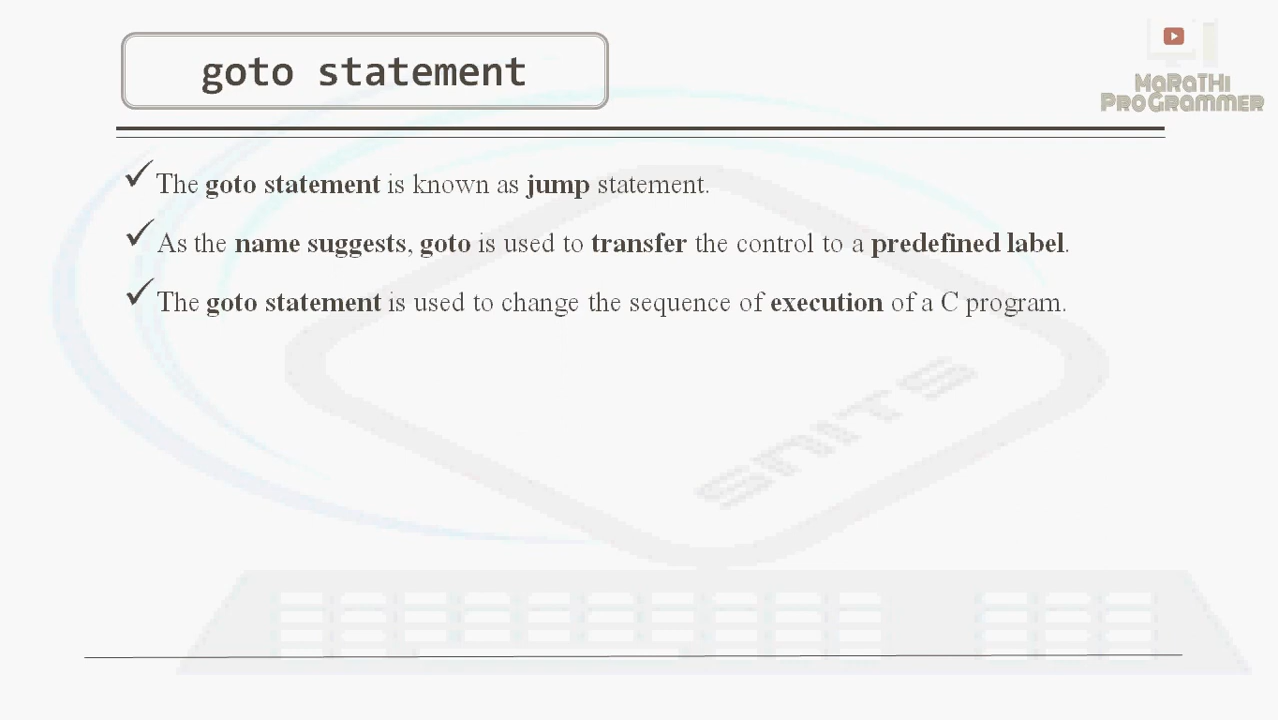 goto statement
MaRaTHi
ProGrammer
✓The goto statement is known as jump statement.
✓As the name suggests, goto is used to transfer the control to a predefined label.
✓The goto statement is used to change the sequence of execution of a C program.
SNITS